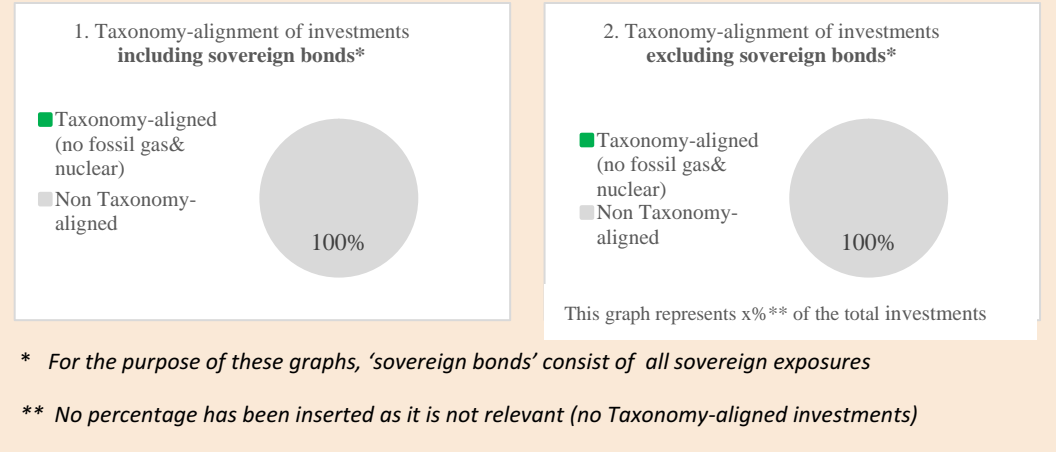 1. Taxonomy-alignment of investments
including sovereign bonds*
Taxonomy-aligned
(no fossil gas&
nuclear)
Non Taxonomy-
aligned
100%
2. Taxonomy-alignment of investments
excluding sovereign bonds*
Taxonomy-aligned
(no fossil gas&
nuclear)
Non Taxonomy-
aligned
100%
This graph represents x%** of the total investments
* For the purpose of these graphs, ‘sovereign bonds’ consist of all sovereign exposures
** No percentage has been inserted as it is not relevant (no Taxonomy-aligned investments)